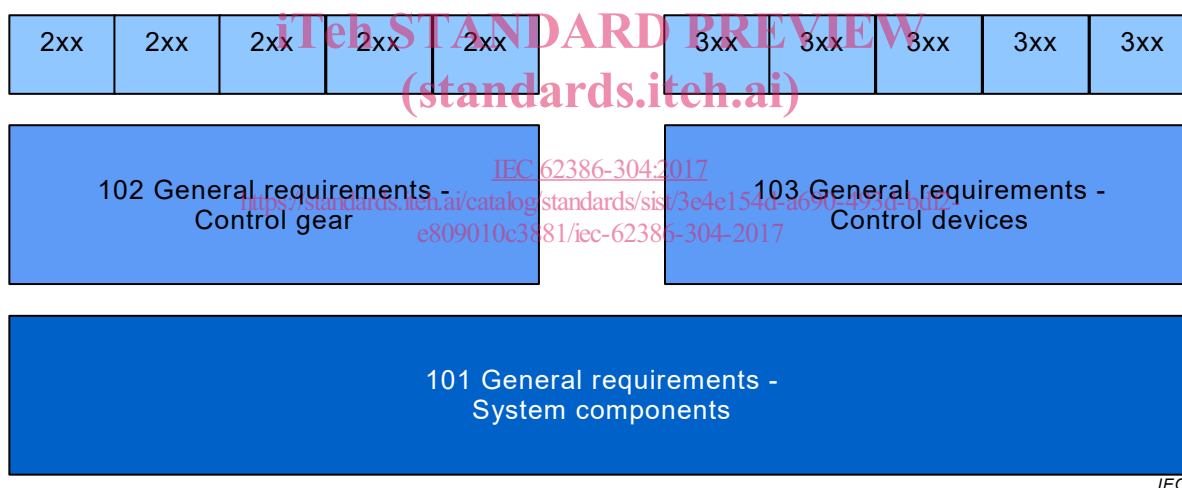 2xx 2xx 2xx 2xx 2xx 3xx 3xx 3xx 3xx 3xx
iTeh STANDARD PREVIEW
(standards.iteh.ai)
IEC 62386-304:2017
102 General requirements -
Control gear
103 General requirements -
Control devices
https://standards.iteh.ai/catalog/standards/sist/3e4e154d-a690-493d-bdf2-
e809010c3881/iec-62386-304-2017
101 General requirements -
System components
IEC